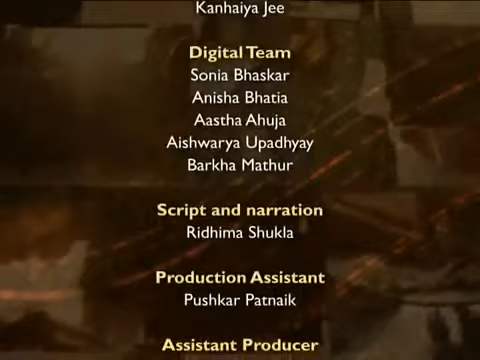 Kanhaiya Jee
Digital Team
Sonia Bhaskar
Anisha Bhatia
Aastha Ahuja
Aishwarya Upadhyay
Barkha Mathur
Script and narration
Ridhima Shukla
Production Assistant
Pushkar Patnaik
Assistant Producer